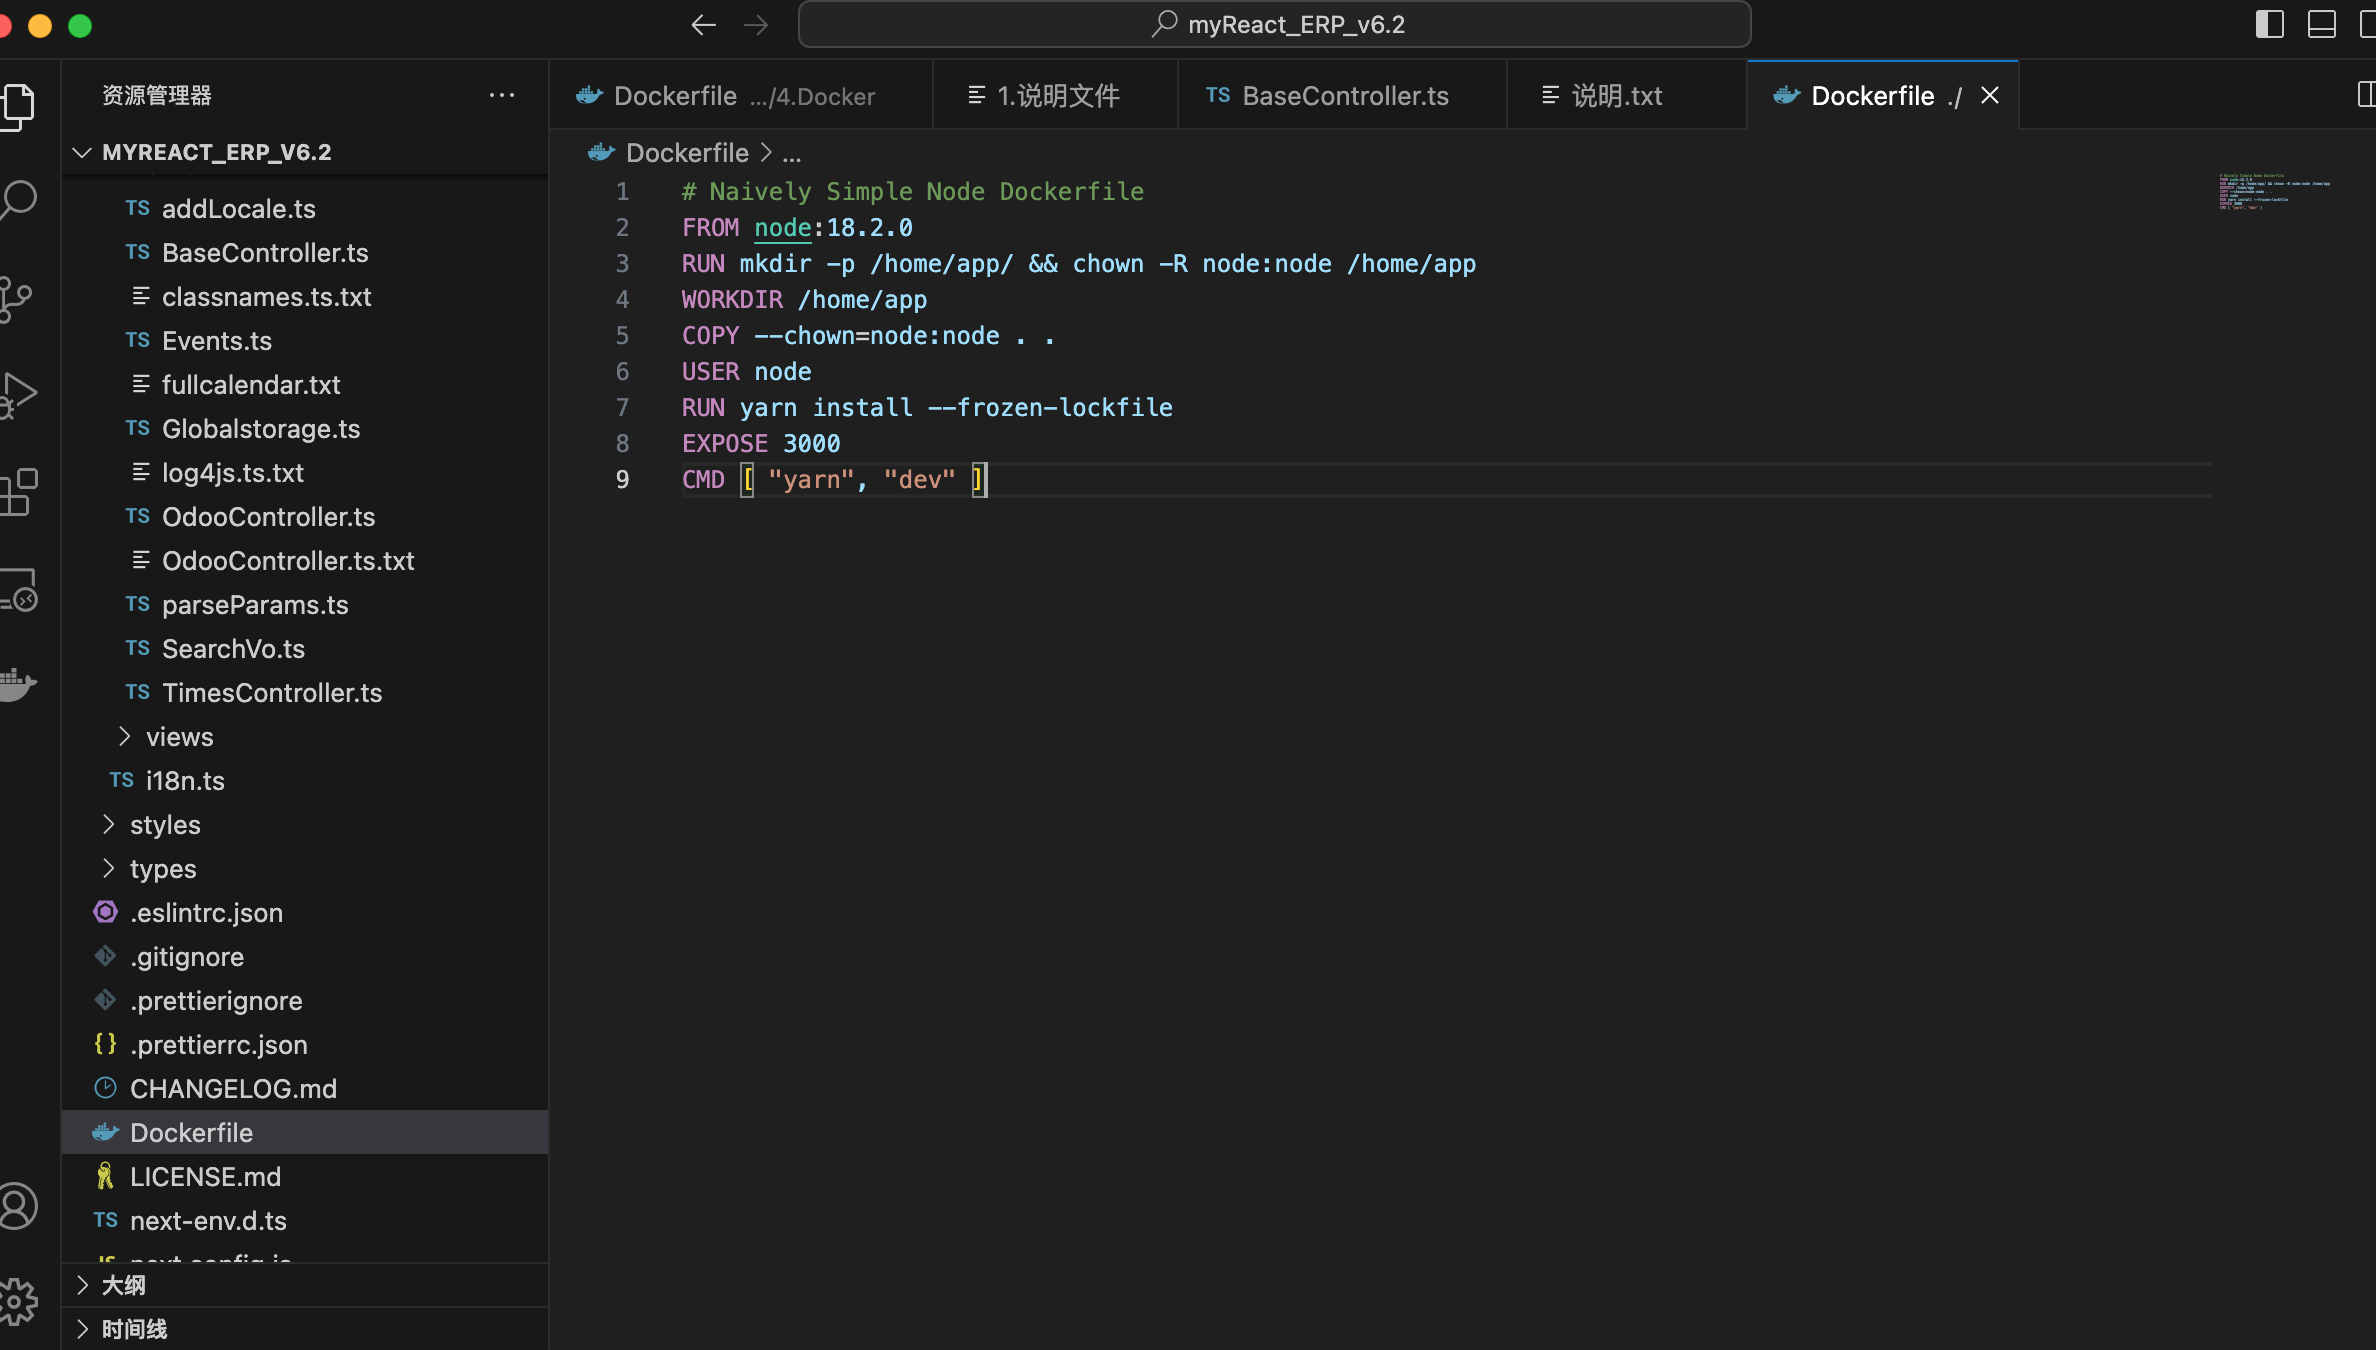 myReact_ERP_v6.2
资源管理器
Dockerfile .../4.Docker
1.说明文件
TS BaseController.ts
说明.txt
Dockerfile ./
MYREACT_ERP_V6.2
Dockerfile > ...
TS addLocale.ts
TS BaseController.ts
classnames.ts.txt
TS Events.ts
fullcalendar.txt
TS Globalstorage.ts
log4js.ts.txt
TS OdooController.ts
OdooController.ts.txt
TS parseParams.ts
TS SearchVo.ts
TS TimesController.ts
views
TS i18n.ts
styles
types
.eslintrc.json
.gitignore
.prettierignore
{} .prettierrc.json
CHANGELOG.md
Dockerfile
LICENSE.md
TS next-env.d.ts
大纲
时间线
1 # Naively Simple Node Dockerfile
2 FROM node:18.2.0
3 RUN mkdir -p /home/app/ && chown -R node:node /home/app
4 WORKDIR /home/app
5 COPY --chown=node:node . .
6 USER node
7 RUN yarn install --frozen-lockfile
8 EXPOSE 3000
9 CMD [ "yarn", "dev" ]